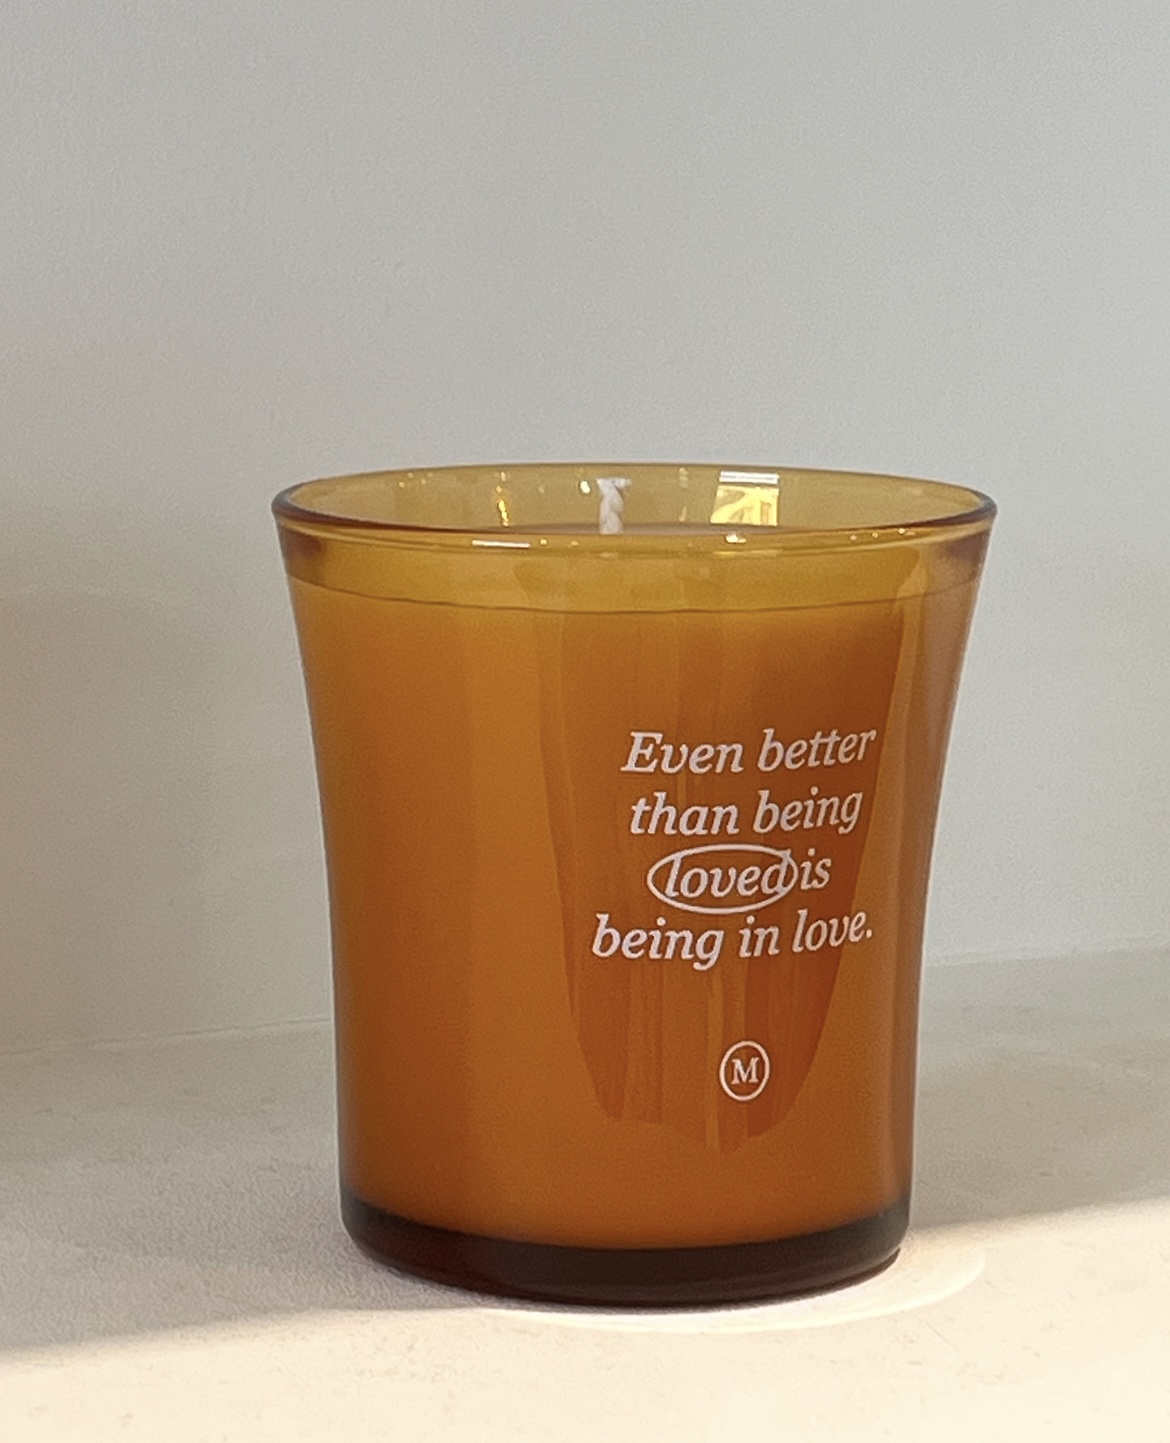 Even better
than being
loved is
being in love.
M